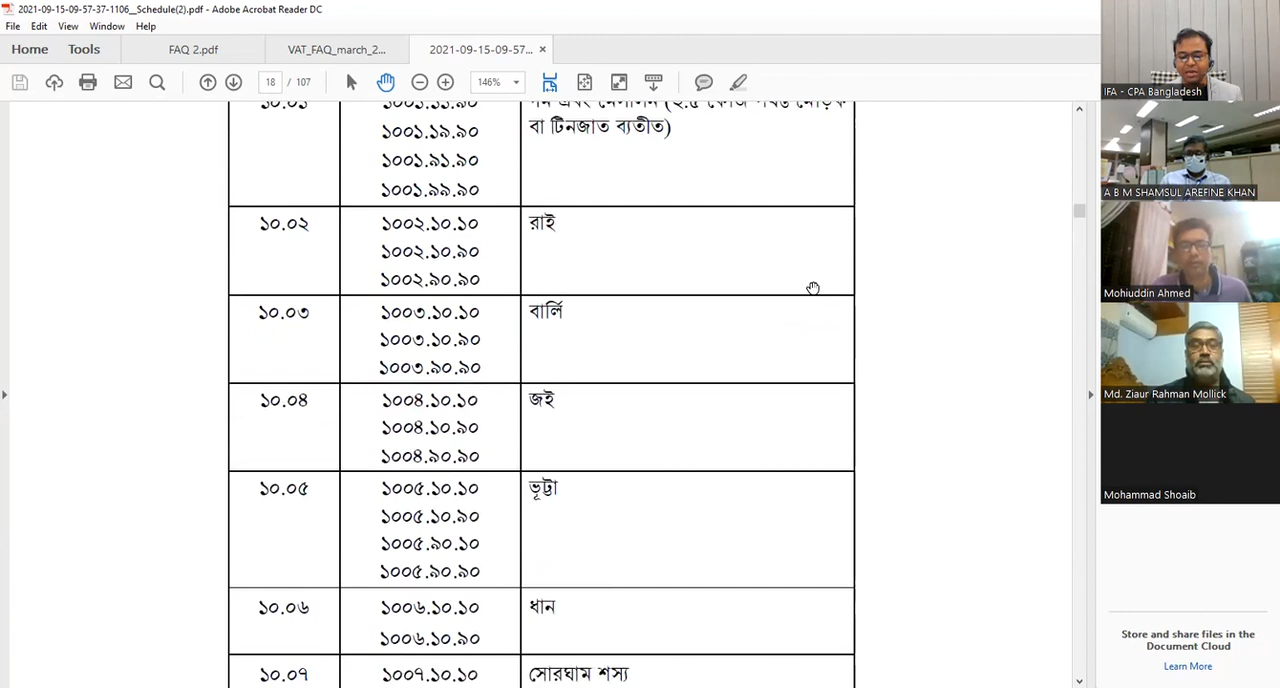 2021-09-15-09-57-37-1106__Schedule(2).pdf - Adobe Acrobat Reader DC
File Edit View Window Help
Home Tools FAQ 2.pdf VAT_FAQ_march_2... 2021-09-15-09-57... ×
18 / 107 146%
১০.০১ ১০০১.১১.৯০
১০০১.১৯.৯০ বা টিনজাত ব্যতীত)
১০০১.৯১.৯০
১০০১.৯৯.৯০
১০.০২ ১০০২.১০.১০ রাই
১০০২.১০.৯০
১০০২.৯০.৯০
১০.০৩ ১০০৩.১০.১০ বার্লি
১০০৩.১০.৯০
১০০৩.৯০.৯০
১০.০৪ ১০০৪.১০.১০ জই
১০০৪.১০.৯০
১০০৪.৯০.৯০
১০.০৫ ১০০৫.১০.১০ ভূট্টা
১০০৫.১০.৯০
১০০৫.৯০.১০
১০০৫.৯০.৯০
১০.০৬ ১০০৬.১০.১০ ধান
১০০৬.১০.৯০
১০.০৭ ১০০৭.১০.১০ সোরঘাম শস্য
IFA - CPA Bangladesh
A B M SHAMSUL AREFINE KHAN
Mohiuddin Ahmed
Md. Ziaur Rahman Mollick
Mohammad Shoaib
Store and share files in the
Document Cloud
Learn More